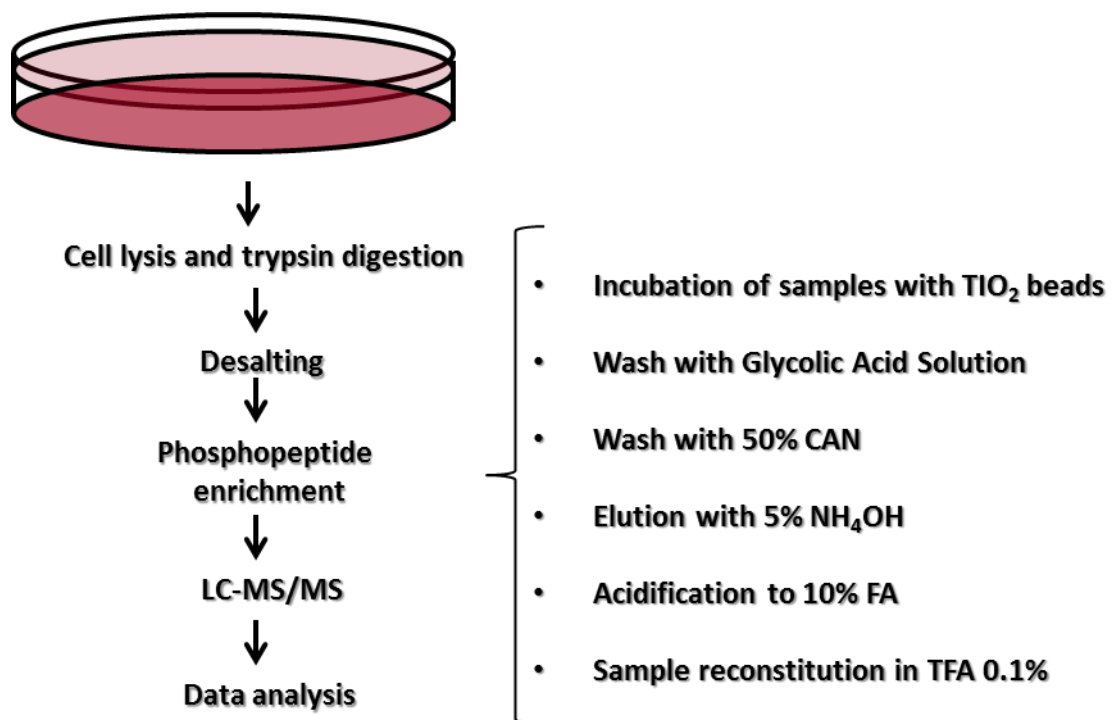 Cell lysis and trypsin digestion
Desalting
Phosphopeptide
enrichment
LC-MS/MS
Data analysis
• Incubation of samples with TIO₂ beads
• Wash with Glycolic Acid Solution
• Wash with 50% CAN
• Elution with 5% NH₄OH
• Acidification to 10% FA
• Sample reconstitution in TFA 0.1%